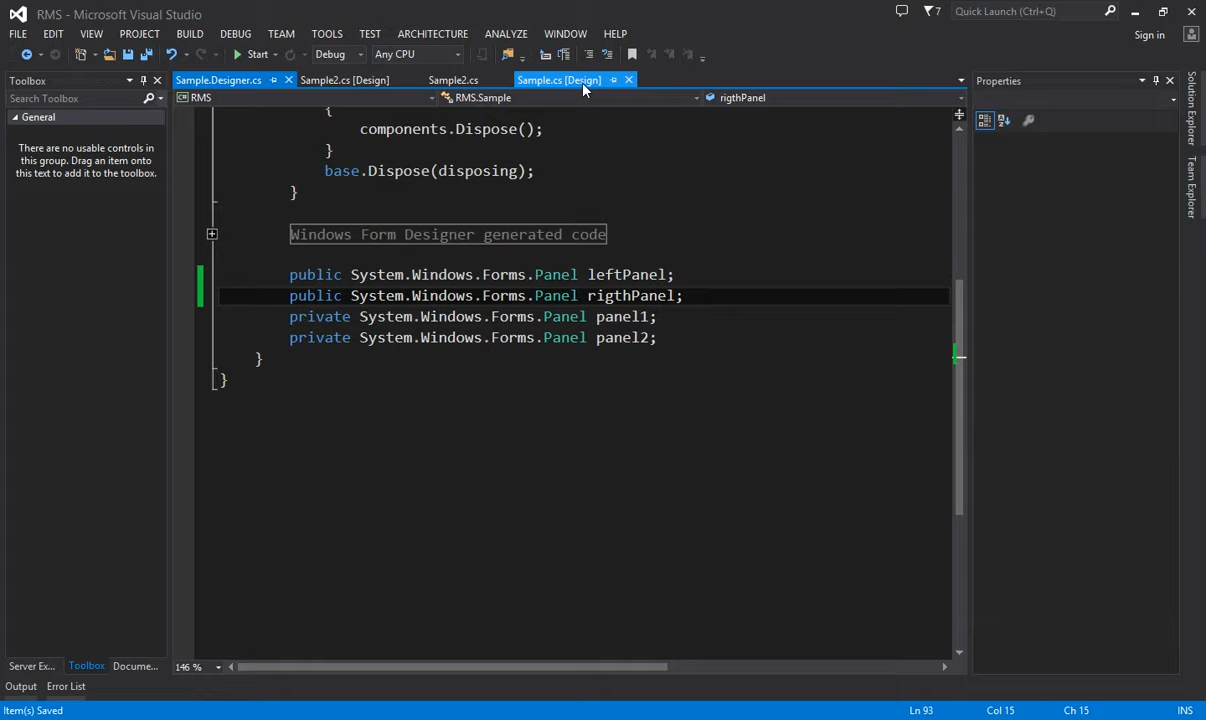 RMS - Microsoft Visual Studio
7
Quick Launch (Ctrl+Q)
FILE EDIT VIEW PROJECT BUILD DEBUG TEAM TOOLS TEST ARCHITECTURE ANALYZE WINDOW HELP
Sign in
Start Debug Any CPU
Toolbox
Sample.Designer.cs Sample2.cs [Design] Sample2.cs Sample.cs [Design]
Properties
Search Toolbox
RMS RMS.Sample rigthPanel
General
There are no usable controls in
this group. Drag an item onto
this text to add it to the toolbox.
{
components.Dispose();
}
base.Dispose(disposing);
}
Windows Form Designer generated code
public System.Windows.Forms.Panel leftPanel;
public System.Windows.Forms.Panel rigthPanel;
private System.Windows.Forms.Panel panel1;
private System.Windows.Forms.Panel panel2;
}
}
Solution Explorer
Team Explorer
Server Ex... Toolbox Docume...
146 %
Output Error List
Item(s) Saved
Ln 93 Col 15 Ch 15 INS